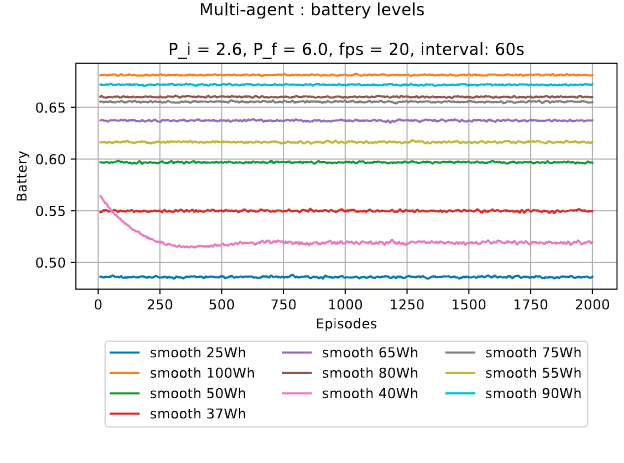 Multi-agent : battery levels
P_i = 2.6, P_f = 6.0, fps = 20, interval: 60s
Battery
0.65
0.60
0.55
0.50
0 250 500 750 1000 1250 1500 1750 2000
Episodes
smooth 25Wh smooth 65Wh smooth 75Wh
smooth 100Wh smooth 80Wh smooth 55Wh
smooth 50Wh smooth 40Wh smooth 90Wh
smooth 37Wh